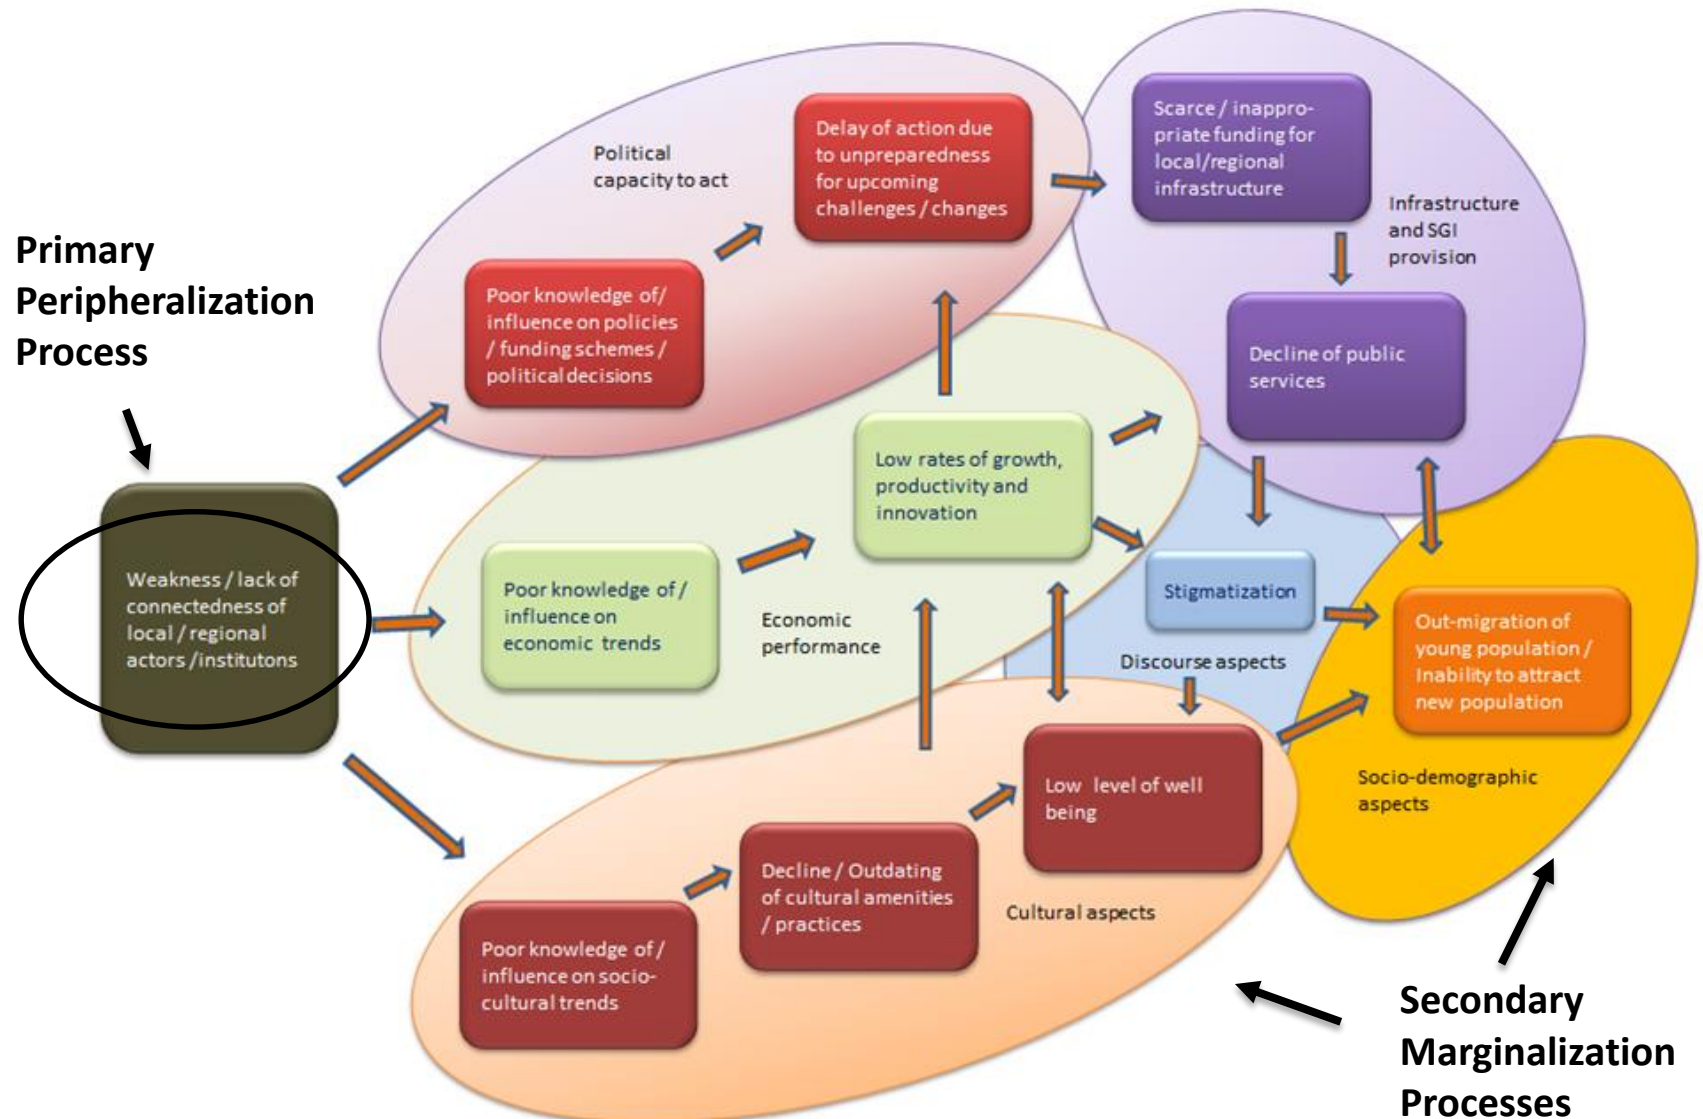 Primary
Peripheralization
Process
Weakness / lack of
connectedness of
local / regional
actors /institutons
Political
capacity to act
Poor knowledge of/
influence on policies
/ funding schemes /
political decisions
Delay of action due
to unpreparedness
for upcoming
challenges / changes
Scarce / inappro-
priate funding for
local/regional
infrastructure
Infrastructure
and SGI
provision
Decline of public
services
Poor knowledge of /
influence on
economic trends
Low rates of growth,
productivity and
innovation
Economic
performance
Stigmatization
Discourse aspects
Out-migration of
young population /
Inability to attract
new population
Socio-demographic
aspects
Poor knowledge of /
influence on socio-
cultural trends
Decline / Outdating
of cultural amenities
/ practices
Low level of well
being
Cultural aspects
Secondary
Marginalization
Processes